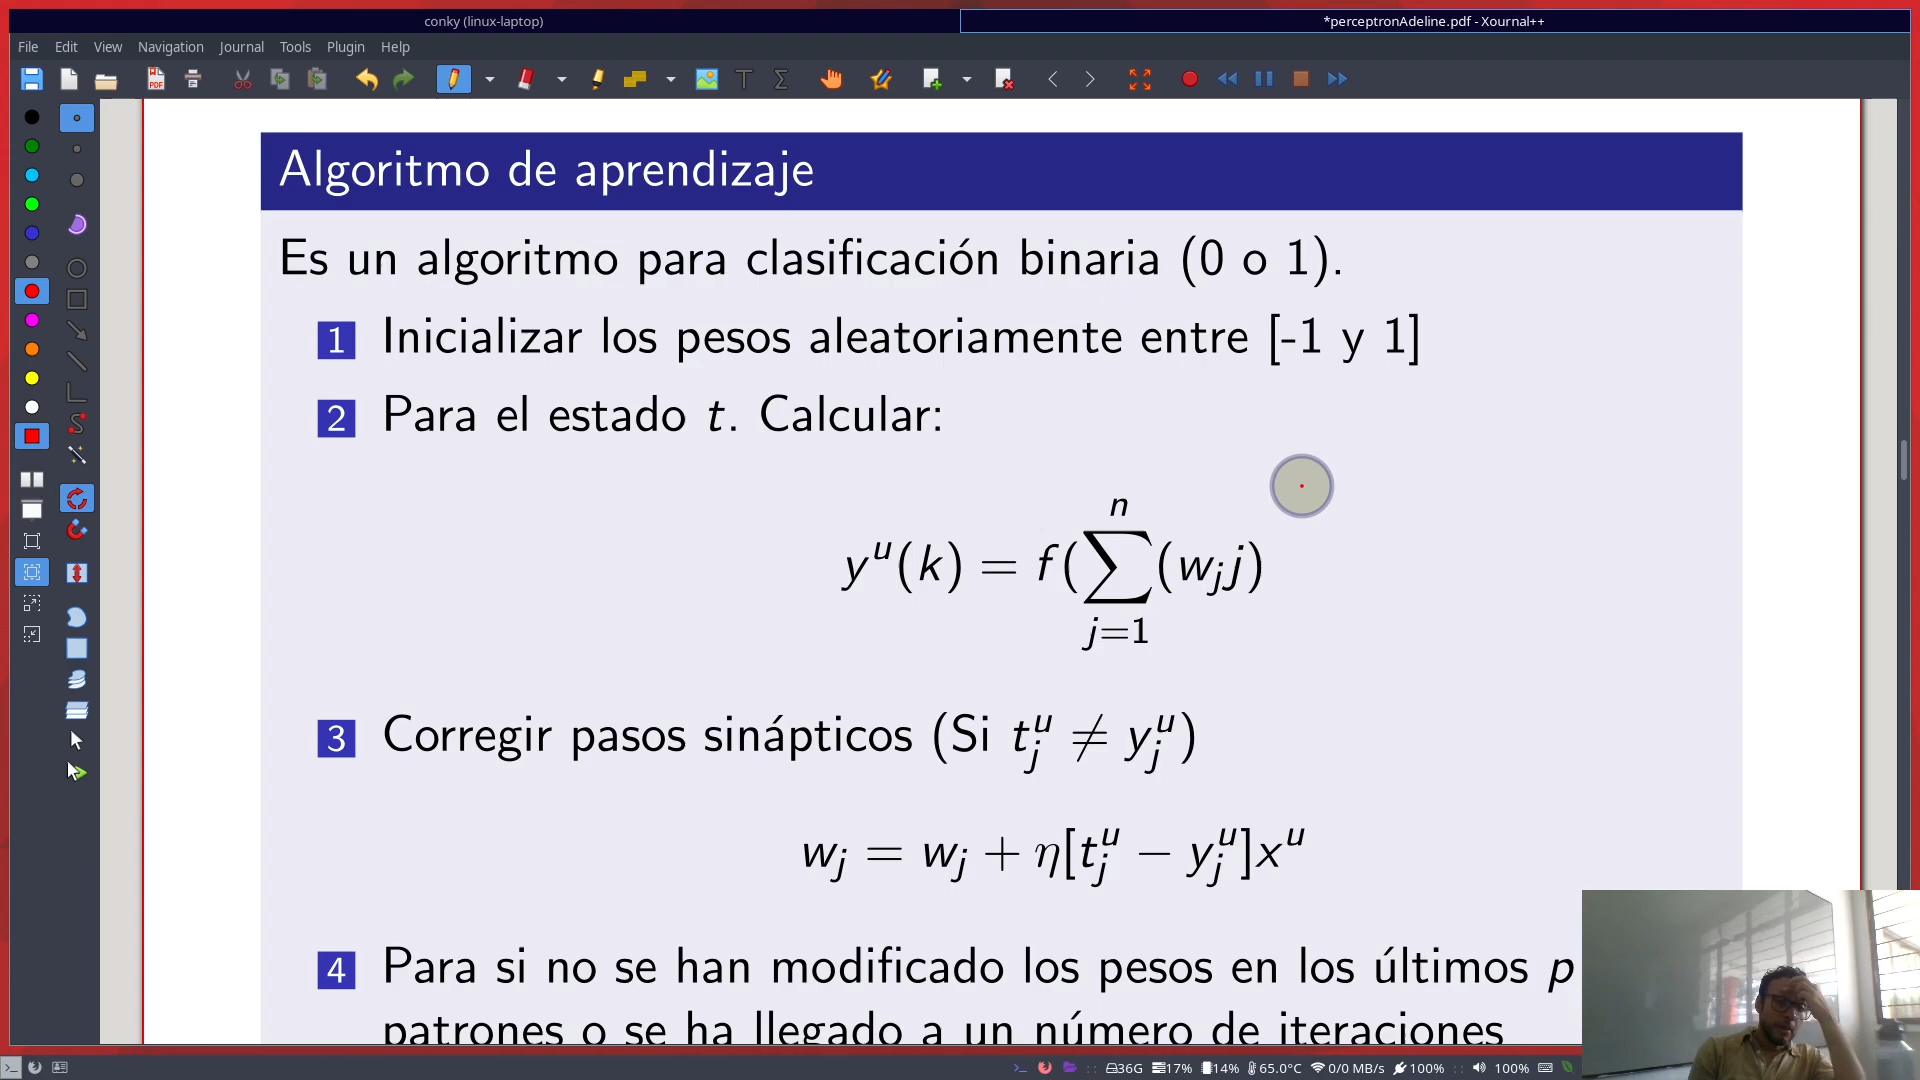 conky (linux-laptop)
*perceptronAdeline.pdf - Xournal++
File Edit View Navigation Journal Tools Plugin Help
Algoritmo de aprendizaje
Es un algoritmo para clasificación binaria (0 o 1).
1 Inicializar los pesos aleatoriamente entre [-1 y 1]
2 Para el estado t. Calcular:
y^u(k) = f(∑_{j=1}^{n}(w_j j)
3 Corregir pasos sinápticos (Si t_j^u ≠ y_j^u)
w_j = w_j + η[t_j^u − y_j^u]x^u
4 Para si no se han modificado los pesos en los últimos p
patrones o se ha llegado a un número de iteraciones
36G 17% 14% 65.0°C 0/0 MB/s 100% :: 100%